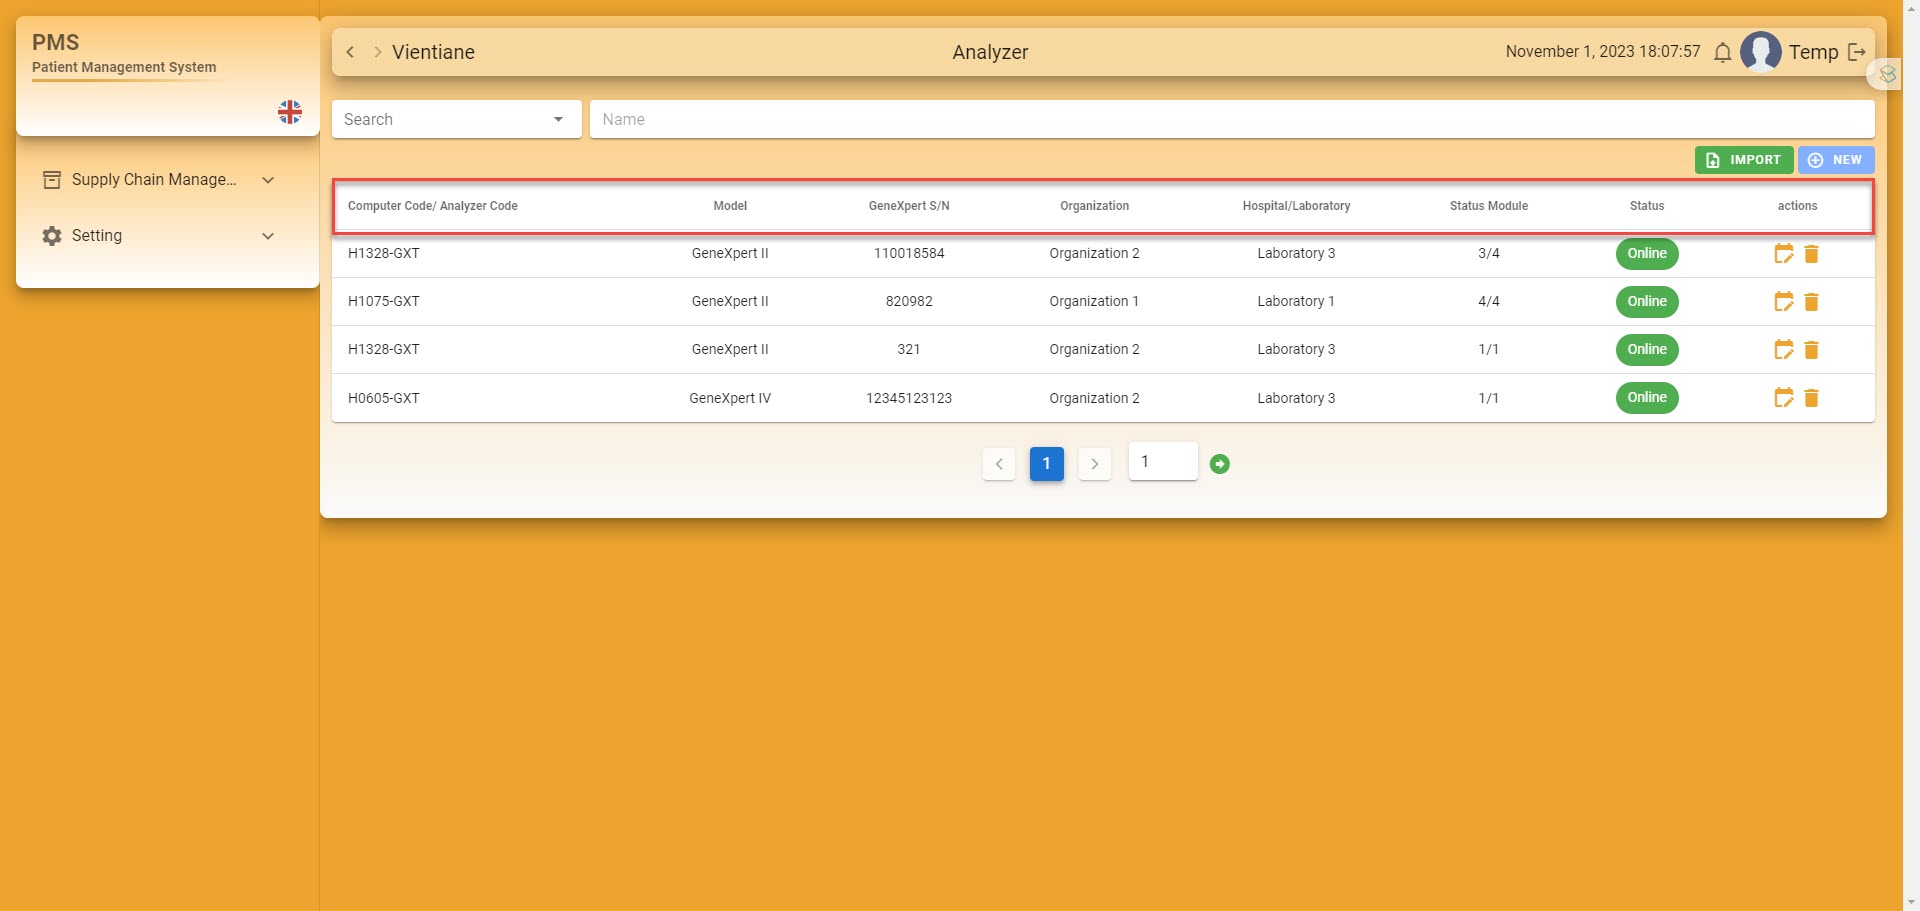 PMS
Patient Management System
Supply Chain Manage...
Setting
Vientiane
Analyzer
November 1, 2023 18:07:57
Temp
Search
Name
IMPORT
NEW
Computer Code/ Analyzer Code Model GeneXpert S/N Organization Hospital/Laboratory Status Module Status actions
H1328-GXT GeneXpert II 110018584 Organization 2 Laboratory 3 3/4 Online
H1075-GXT GeneXpert II 820982 Organization 1 Laboratory 1 4/4 Online
H1328-GXT GeneXpert II 321 Organization 2 Laboratory 3 1/1 Online
H0605-GXT GeneXpert IV 12345123123 Organization 2 Laboratory 3 1/1 Online
1 1